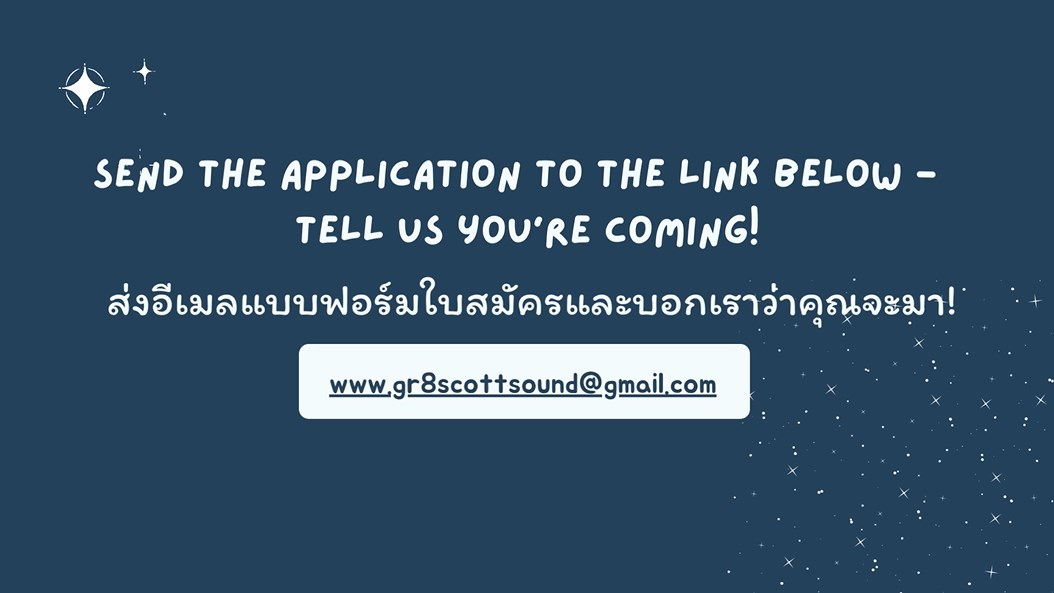 SEND THE APPLICATION TO THE LINK BELOW -
TELL US YOU'RE COMING!
ส่งอีเมลแบบฟอร์มใบสมัครและบอกเราว่าคุณจะมา!
www.gr8scottsound@gmail.com